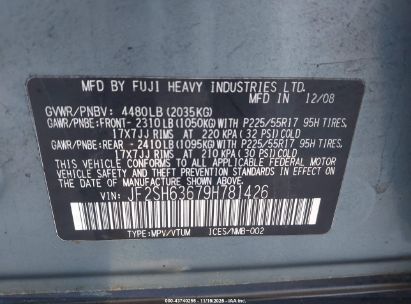 MFD BY FUJI HEAVY INDUSTRIES LTD.
MFD IN 12/08
GVWR/PNBV: 4480LB (2035KG)
GAWR/PNBE:FRONT- 2310LB (1050KG) WITH P225/55R17 95H TIRES,
17X7JJ RIMS AT 220 KPA (32 PSI) COLD
GAWR/PNBE:REAR - 2410LB (1095KG) WITH P225/55R17 95H TIRES,
17X7JJ RIMS AT 210 KPA (30 PSI) COLD
THIS VEHICLE CONFORMS TO ALL APPLICABLE FEDERAL MOTOR
VEHICLE SAFETY AND THEFT PREVENTION STANDARDS IN EFFECT
ON THE DATE OF MANUFACTURE SHOWN ABOVE.
VIN: JF2SH63679H781426
TYPE:MPV/VTUM ICES/NMB-002